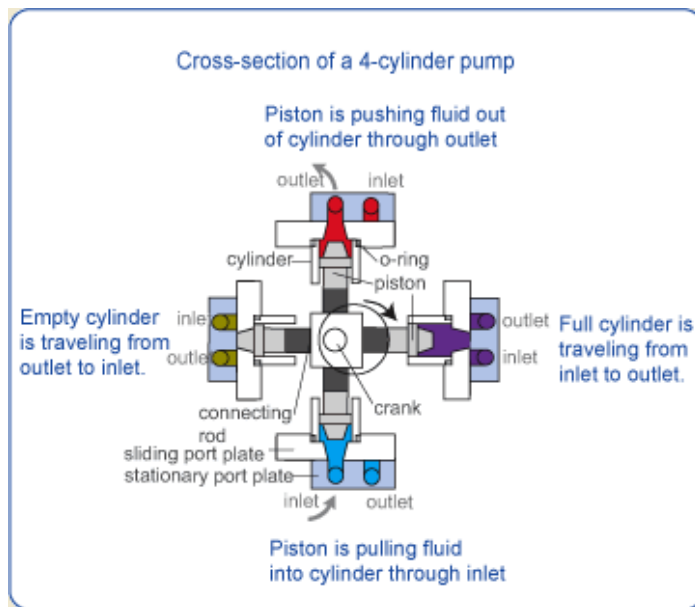 Cross-section of a 4-cylinder pump
Piston is pushing fluid out
of cylinder through outlet
outlet
inlet
cylinder
o-ring
piston
Empty cylinder
is traveling from
outlet to inlet.
inle
outle
outlet
inlet
Full cylinder is
traveling from
inlet to outlet.
connecting
rod
crank
sliding port plate
stationary port plate
inlet
outlet
Piston is pulling fluid
into cylinder through inlet